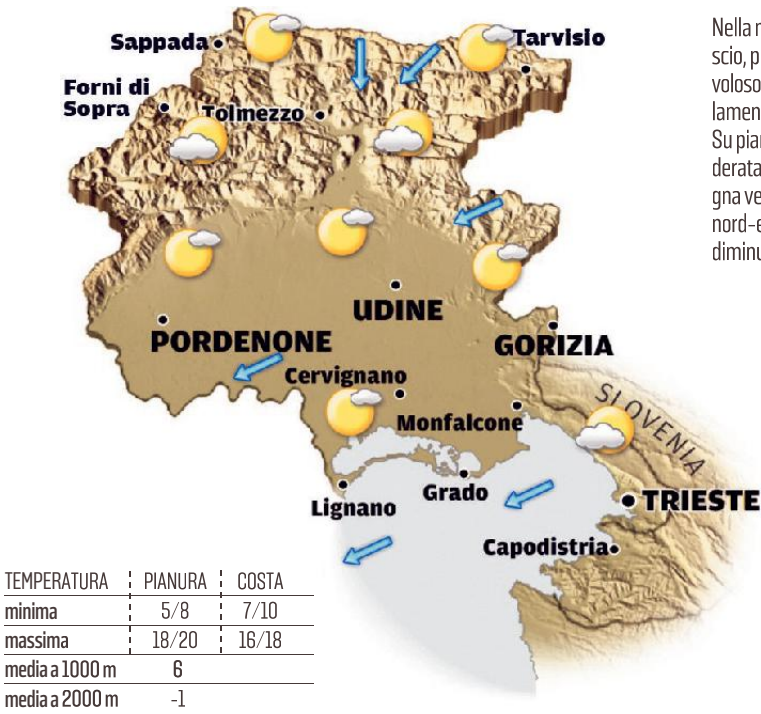 Sappada
Tarvisio
Forni di
Sopra
Tolmezzo
UDINE
PORDENONE
GORIZIA
Cervignano
Monfalcone
SLOVENIA
Lignano
Grado
TRIESTE
Capodistria
TEMPERATURA PIANURA COSTA
minima 5/8 7/10
massima 18/20 16/18
media a 1000 m 6
media a 2000 m -1
Nella
scio, p
voloso
lamen
Su pia
derata
gna ve
nord-e
diminu